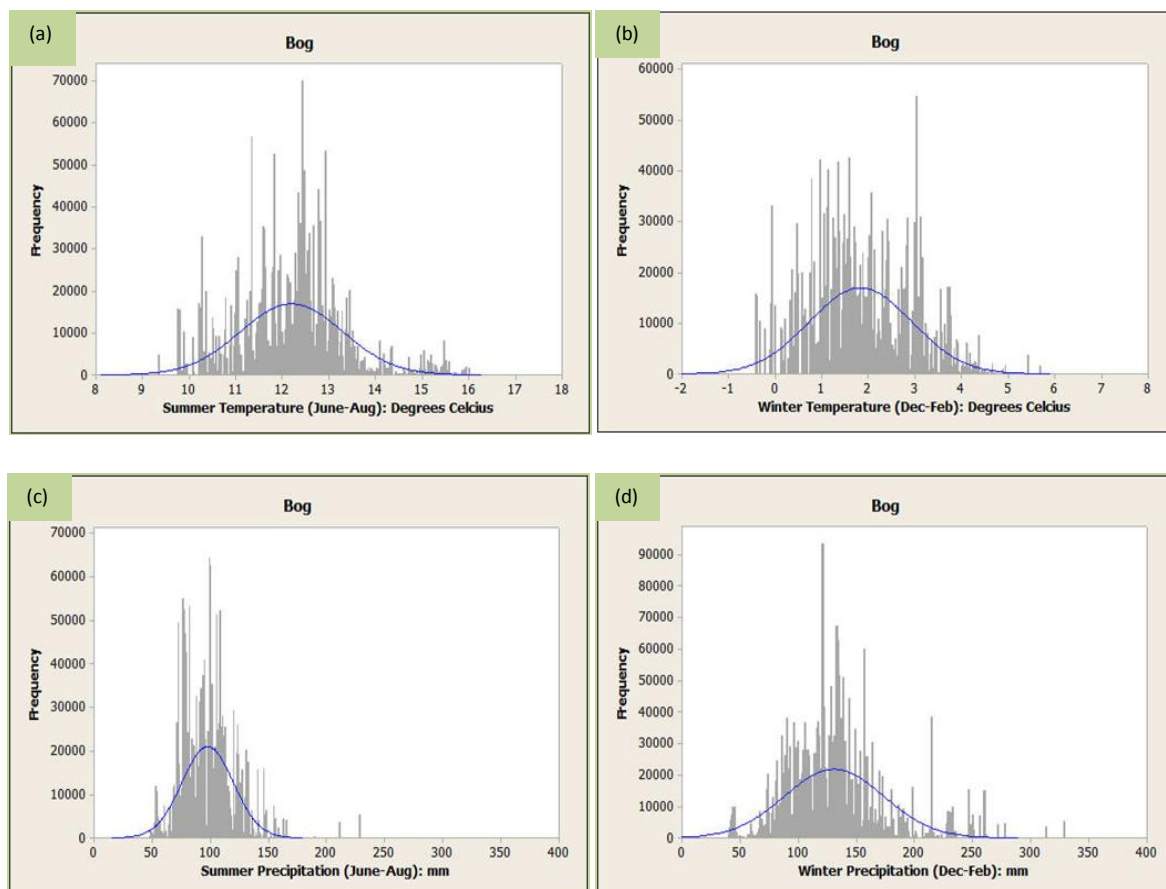 (a)
Bog
70000
60000
50000
40000
30000
20000
10000
0
Frequency
8 9 10 11 12 13 14 15 16 17 18
Summer Temperature (June-Aug): Degrees Celcius
(b)
Bog
60000
50000
40000
30000
20000
10000
0
Frequency
-2 -1 0 1 2 3 4 5 6 7 8
Winter Temperature (Dec-Feb): Degrees Celcius
(c)
Bog
70000
60000
50000
40000
30000
20000
10000
0
Frequency
0 50 100 150 200 250 300 350 400
Summer Precipitation (June-Aug): mm
(d)
Bog
90000
80000
70000
60000
50000
40000
30000
20000
10000
0
Frequency
0 50 100 150 200 250 300 350 400
Winter Precipitation (Dec-Feb): mm